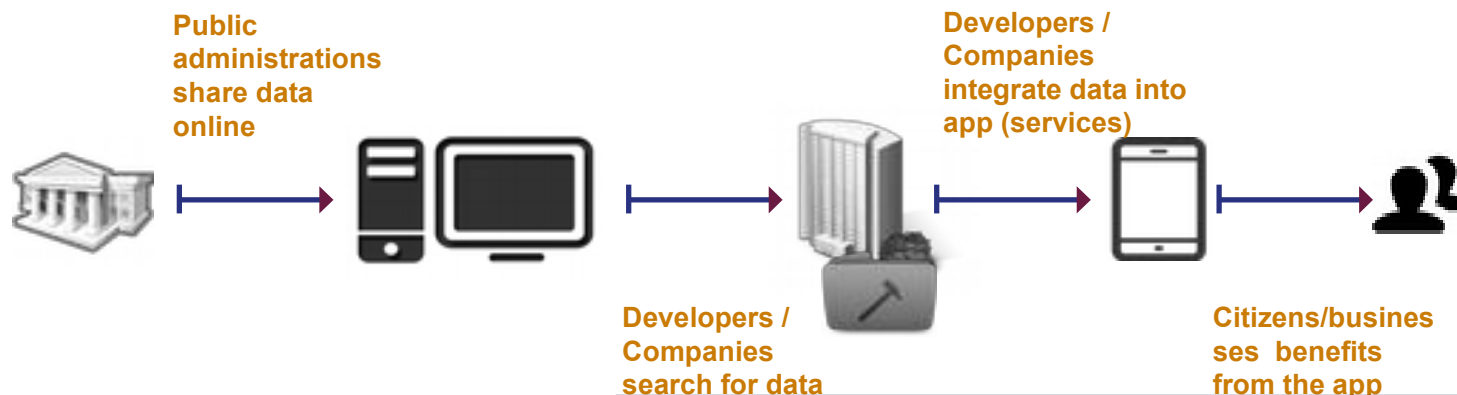 Public
administrations
share data
online
Developers /
Companies
search for data
Developers /
Companies
integrate data into
app (services)
Citizens/busines
ses benefits
from the app